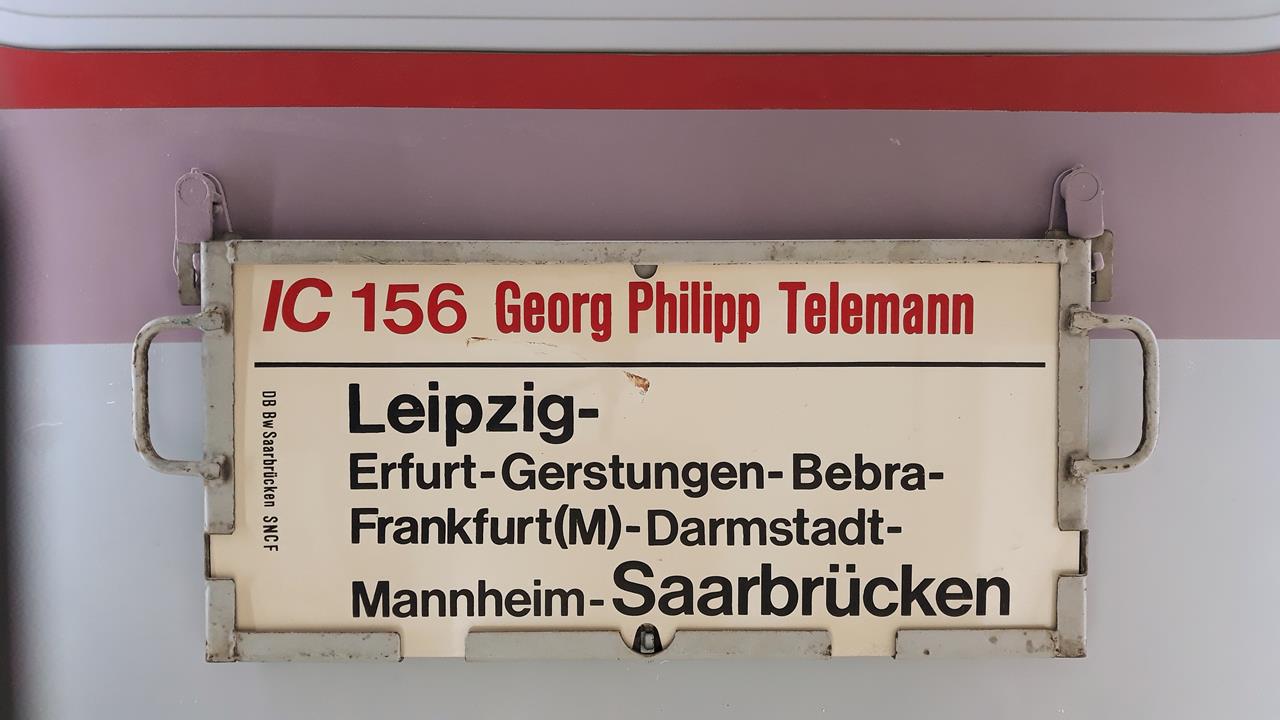 IC 156 Georg Philipp Telemann
DB Bw Saarbrücken SNCF
Leipzig-
Erfurt-Gerstungen-Bebra-
Frankfurt(M)-Darmstadt-
Mannheim-Saarbrücken